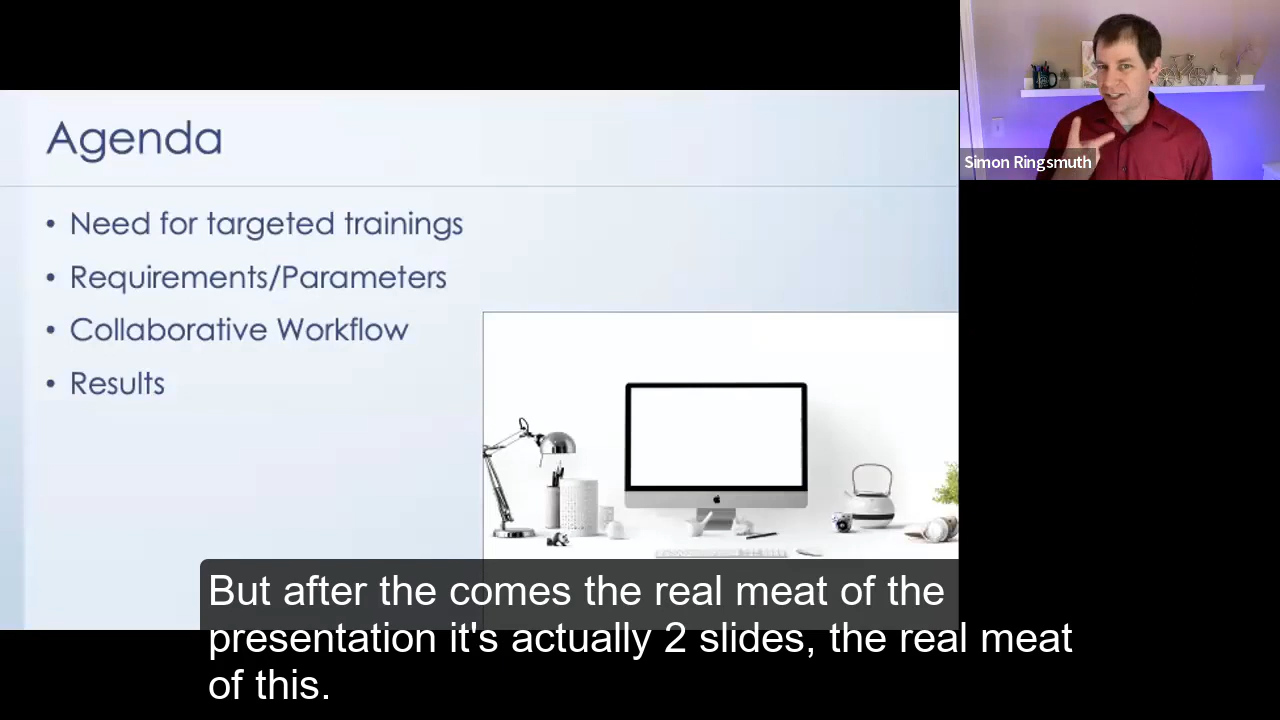 Agenda
Simon Ringsmuth
• Need for targeted trainings
• Requirements/Parameters
• Collaborative Workflow
• Results
But after the comes the real meat of the
presentation it's actually 2 slides, the real meat
of this.